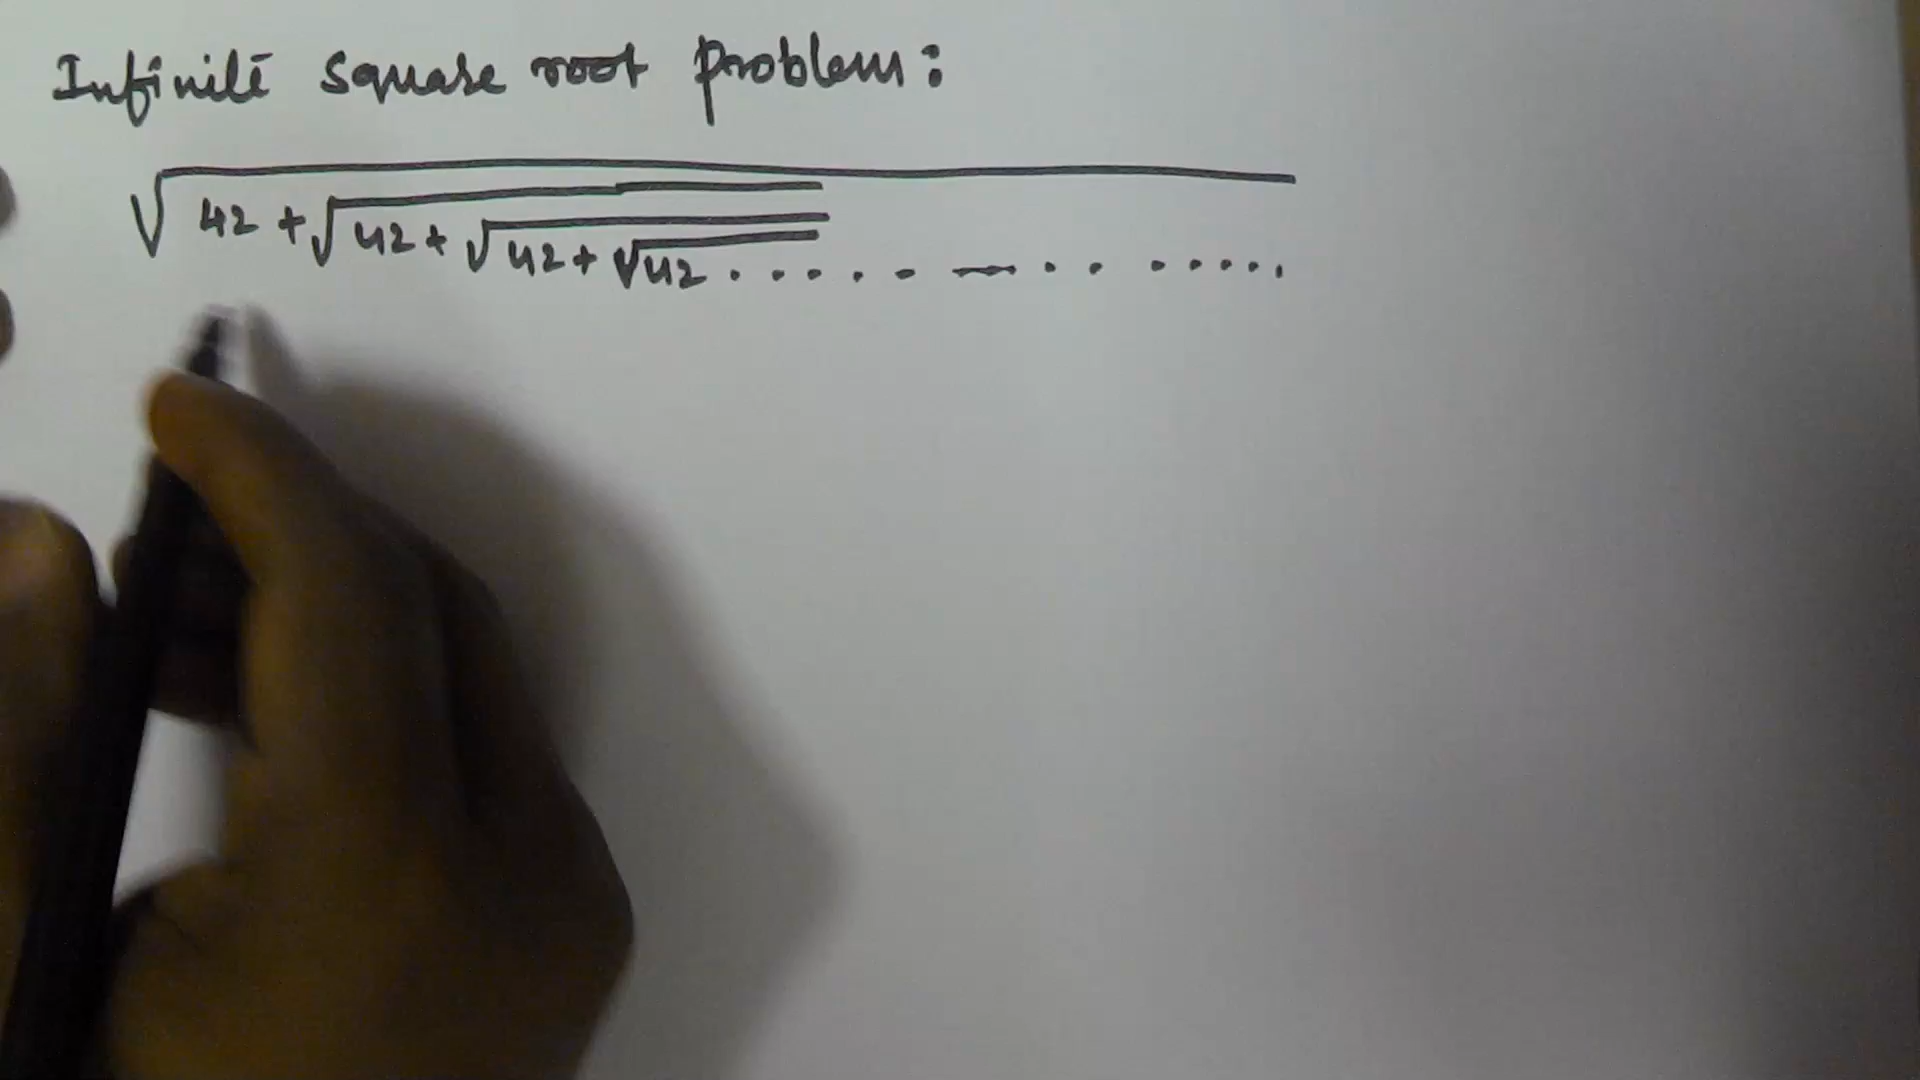 Infinite square root problem:
√42 + √42 + √42 + √42 . . . . . — . . . . . . .